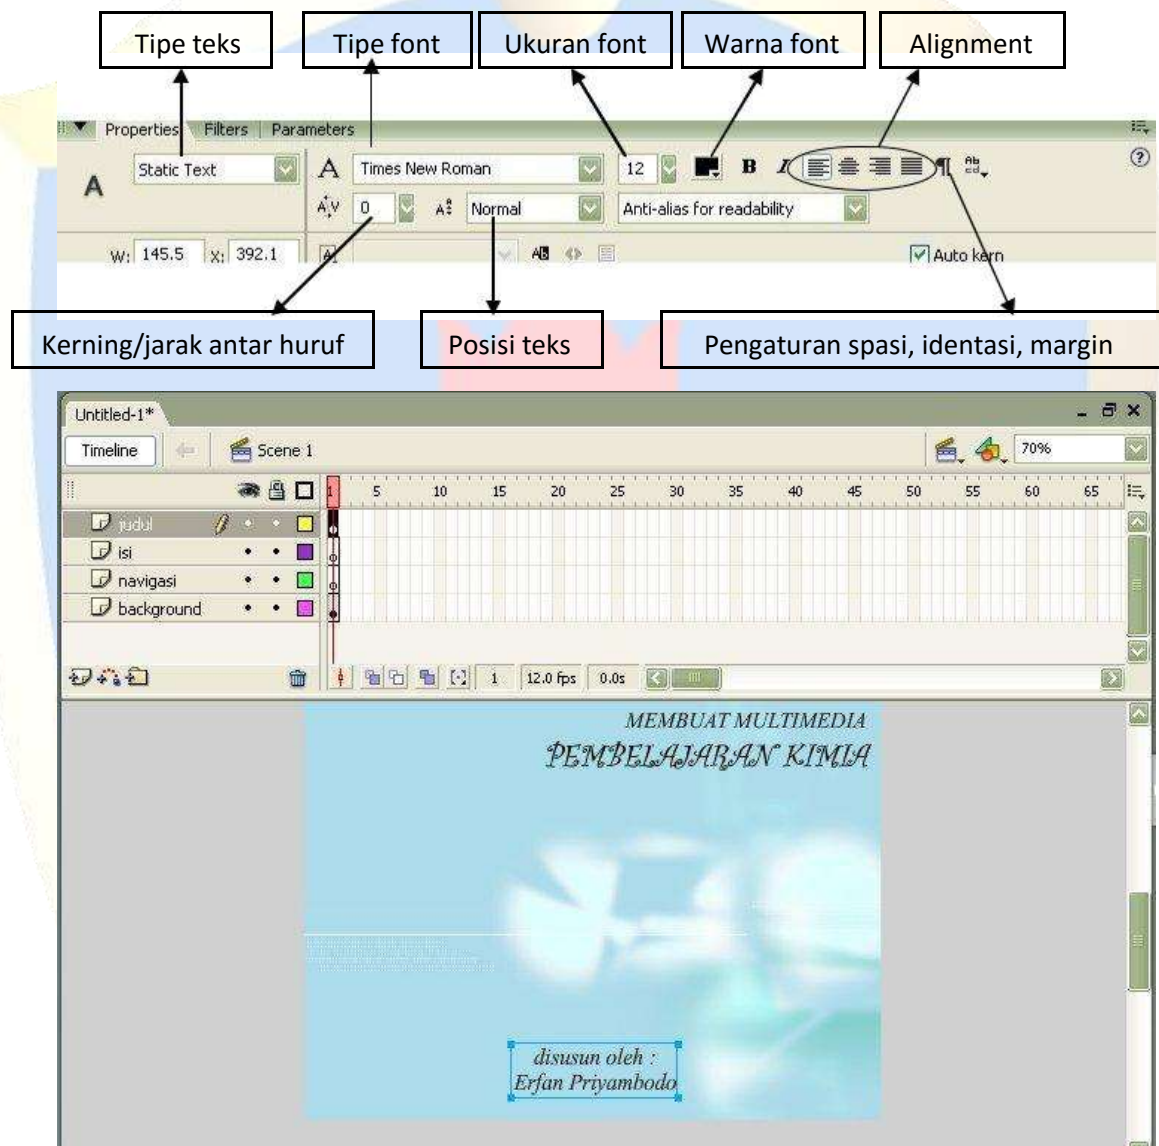 Tipe teks Tipe font Ukuran font Warna font Alignment
Properties Filters Parameters
A Static Text A Times New Roman 12 B I
0 Normal Anti-alias for readability
W: 145.5 X: 392.1 Auto kern
Kerning/jarak antar huruf Posisi teks Pengaturan spasi, identasi, margin
Untitled-1*
Timeline Scene 1 70%
1 5 10 15 20 25 30 35 40 45 50 55 60 65
judul
isi
navigasi
background
1 12.0 fps 0.0s
MEMBUAT MULTIMEDIA
PEMBELAJARAN KIMIA
disusun oleh :
Erfan Priyambodo